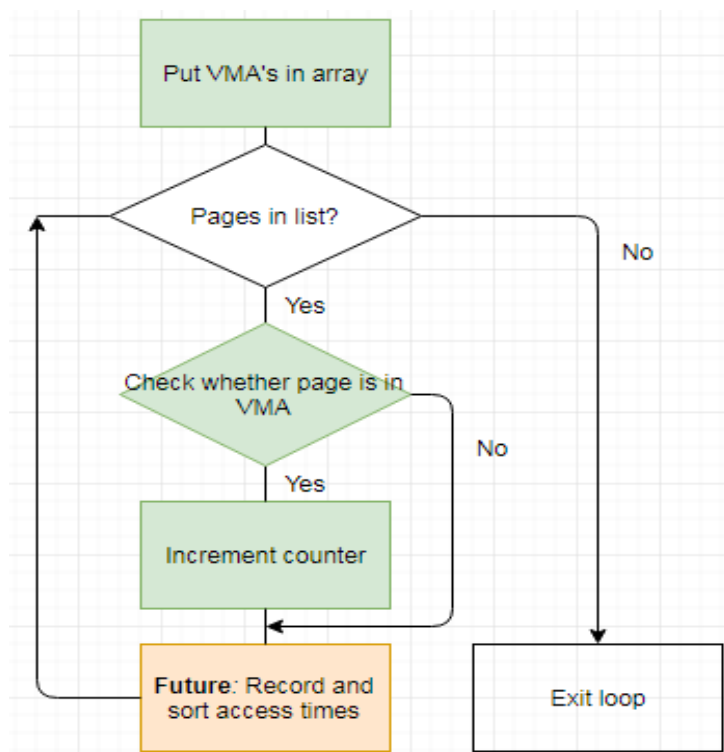 Put VMA's in array
Pages in list?
No
Yes
Check whether page is in
VMA
No
Yes
Increment counter
Future: Record and
sort access times
Exit loop